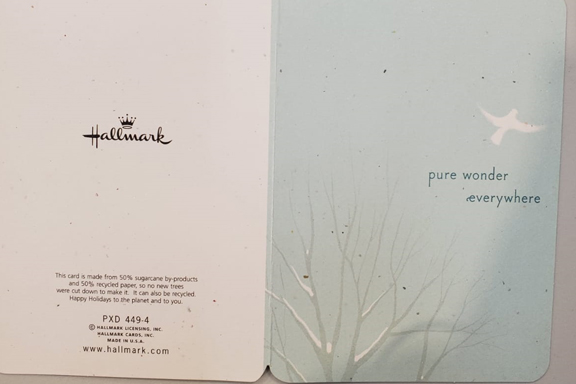 Hallmark
This card is made from 50% sugarcane by-products
and 50% recycled paper, so no new trees
were cut down to make it. It can also be recycled.
Happy Holidays to the planet and to you.
PXD 449-4
© HALLMARK LICENSING, INC.
HALLMARK CARDS, INC.
MADE IN U.S.A.
www.hallmark.com
pure wonder
everywhere